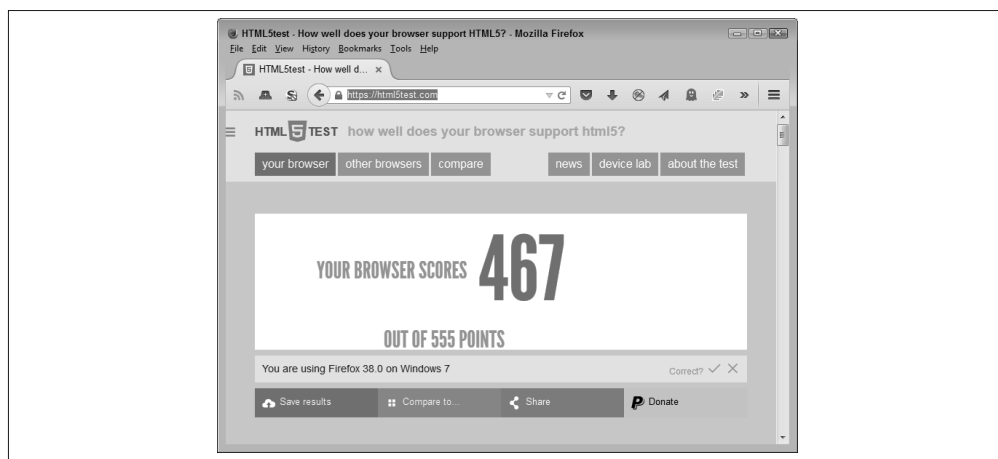 HTML5test - How well does your browser support HTML5? - Mozilla Firefox
File Edit View History Bookmarks Tools Help
HTML5test - How well d... ×
https://html5test.com
HTML 5 TEST how well does your browser support html5?
your browser other browsers compare news device lab about the test
YOUR BROWSER SCORES 467
OUT OF 555 POINTS
You are using Firefox 38.0 on Windows 7 Correct?
Save results Compare to... Share Donate